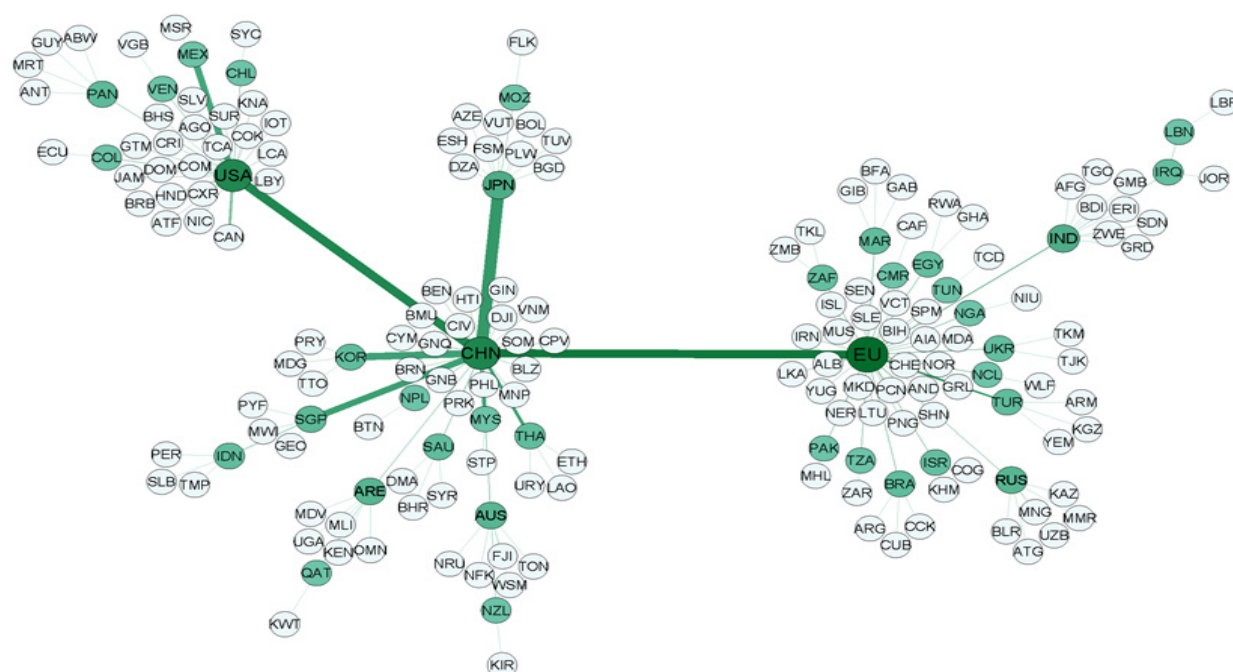 GUY
ABW
MRT
ANT
PAN
VGB
MSR
MEX
SYC
CHL
VEN
SLV
KNA
BHS
SUR
IOT
AGO
COK
ECU
COL
GTM
CRI
TCA
LCA
JAM
DOM
COM
USA
LBY
BRB
HND
CXR
ATF
NIC
CAN
FLK
MOZ
AZE
VUT
BOL
ESH
FSM
PLW
TUV
DZA
JPN
BGD
BEN
HTI
GIN
BMU
CIV
DJI
VNM
CYM
GNQ
SOM
CPV
CHN
BLZ
BRN
GNB
PHL
MNP
PRK
PRY
KOR
MDG
TTO
NPL
BTN
PYF
SGP
MWI
GEO
PER
IDN
SLB
TMP
MYS
THA
SAU
STP
ETH
URY
LAO
DMA
SYR
BHR
ARE
MDV
MLI
UGA
KEN
OMN
QAT
KWT
AUS
NRU
FJI
TON
NFK
WSM
NZL
KIR
BFA
GIB
GAB
MAR
RWA
CAF
GHA
TKL
ZMB
ZAF
CMR
EGY
TCD
TUN
SEN
ISL
VCT
SPM
NGA
NIU
SLE
IRN
MUS
BIH
AIA
MDA
EU
UKR
TKM
TJK
LKA
ALB
CHE
NOR
NCL
YUG
MKD
PCN
AND
GRL
WLF
TUR
ARM
NER
LTU
PNG
SHN
YEM
KGZ
PAK
TZA
ISR
COG
MHL
ZAR
BRA
KHM
RUS
KAZ
ARG
CCK
CUB
MNG
MMR
BLR
UZB
ATG
LBR
LBN
IRQ
JOR
TGO
AFG
GMB
BDI
ERI
SDN
IND
ZWE
GRD